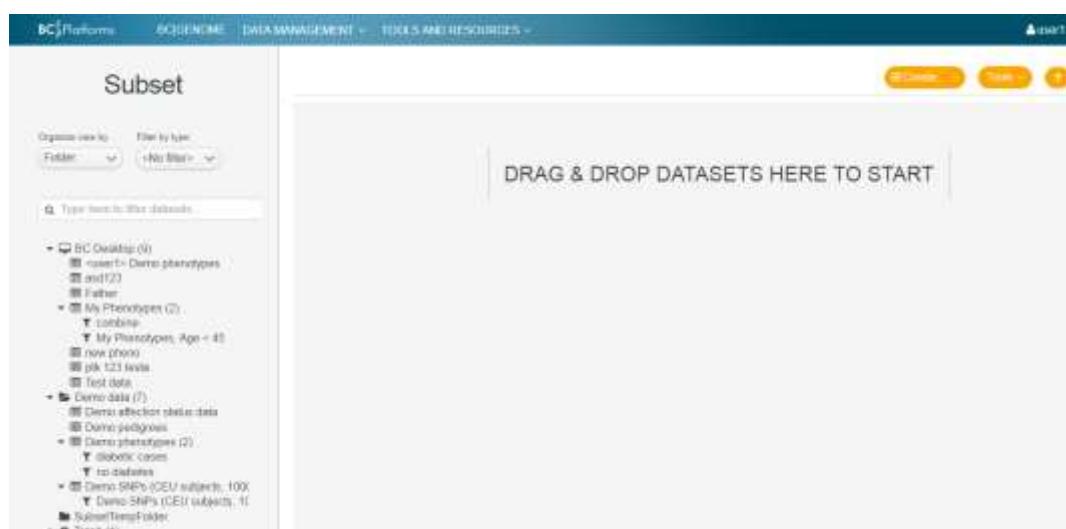 BC Platforms BC|GENOME DATA MANAGEMENT TOOLS AND RESOURCES user1
Subset
Create Tools
Organize view by Filter by type
Folder <No filter>
DRAG & DROP DATASETS HERE TO START
Type here to filter datasets
BC Desktop (9)
<user1> Demo phenotypes
asd123
Father
My Phenotypes (2)
combine
My Phenotypes, Age < 45
new pheno
123
Test data
Demo data (7)
Demo affection status data
Demo pedigrees
Demo phenotypes (2)
diabetic cases
no diabetes
Demo SNPs (CEU subjects, 100
Demo SNPs (CEU subjects, 1
SubsetTempFolder